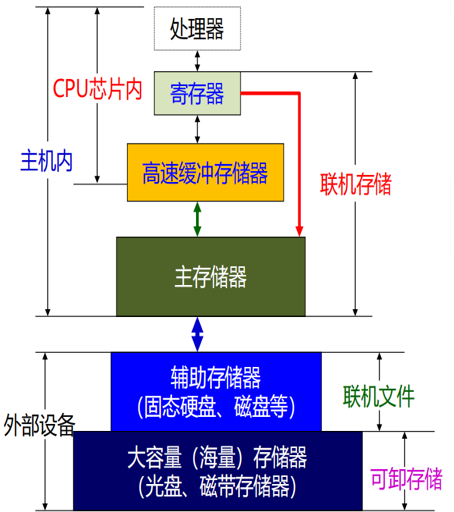 处理器
CPU芯片内
寄存器
主机内
高速缓冲存储器
联机存储
主存储器
辅助存储器
(固态硬盘、磁盘等)
联机文件
外部设备
大容量（海量）存储器
(光盘、磁带存储器)
可卸存储